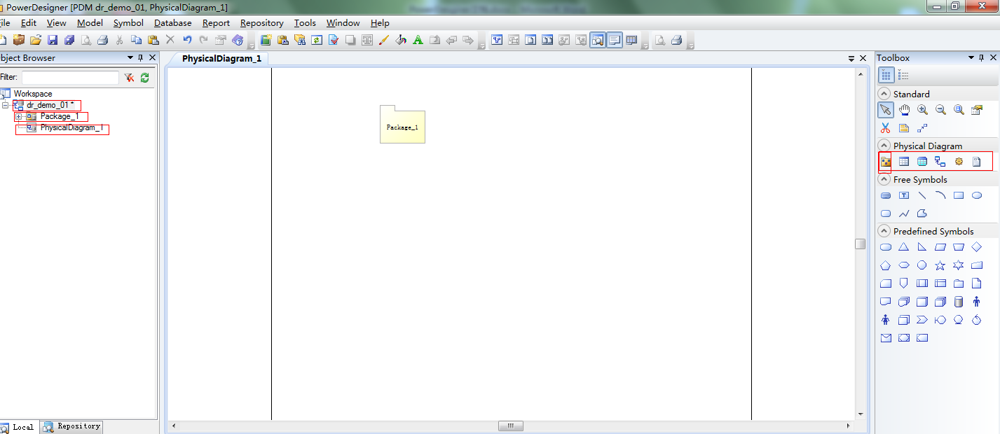 PowerDesigner [PDM dr_demo_01, PhysicalDiagram_1]
ile Edit View Model Symbol Database Report Repository Tools Window Help
bject Browser
PhysicalDiagram_1
Toolbox
Filter:
Workspace
dr_demo_01 *
Package_1
PhysicalDiagram_1
Package_1
Standard
Physical Diagram
Free Symbols
Predefined Symbols
Local Repository